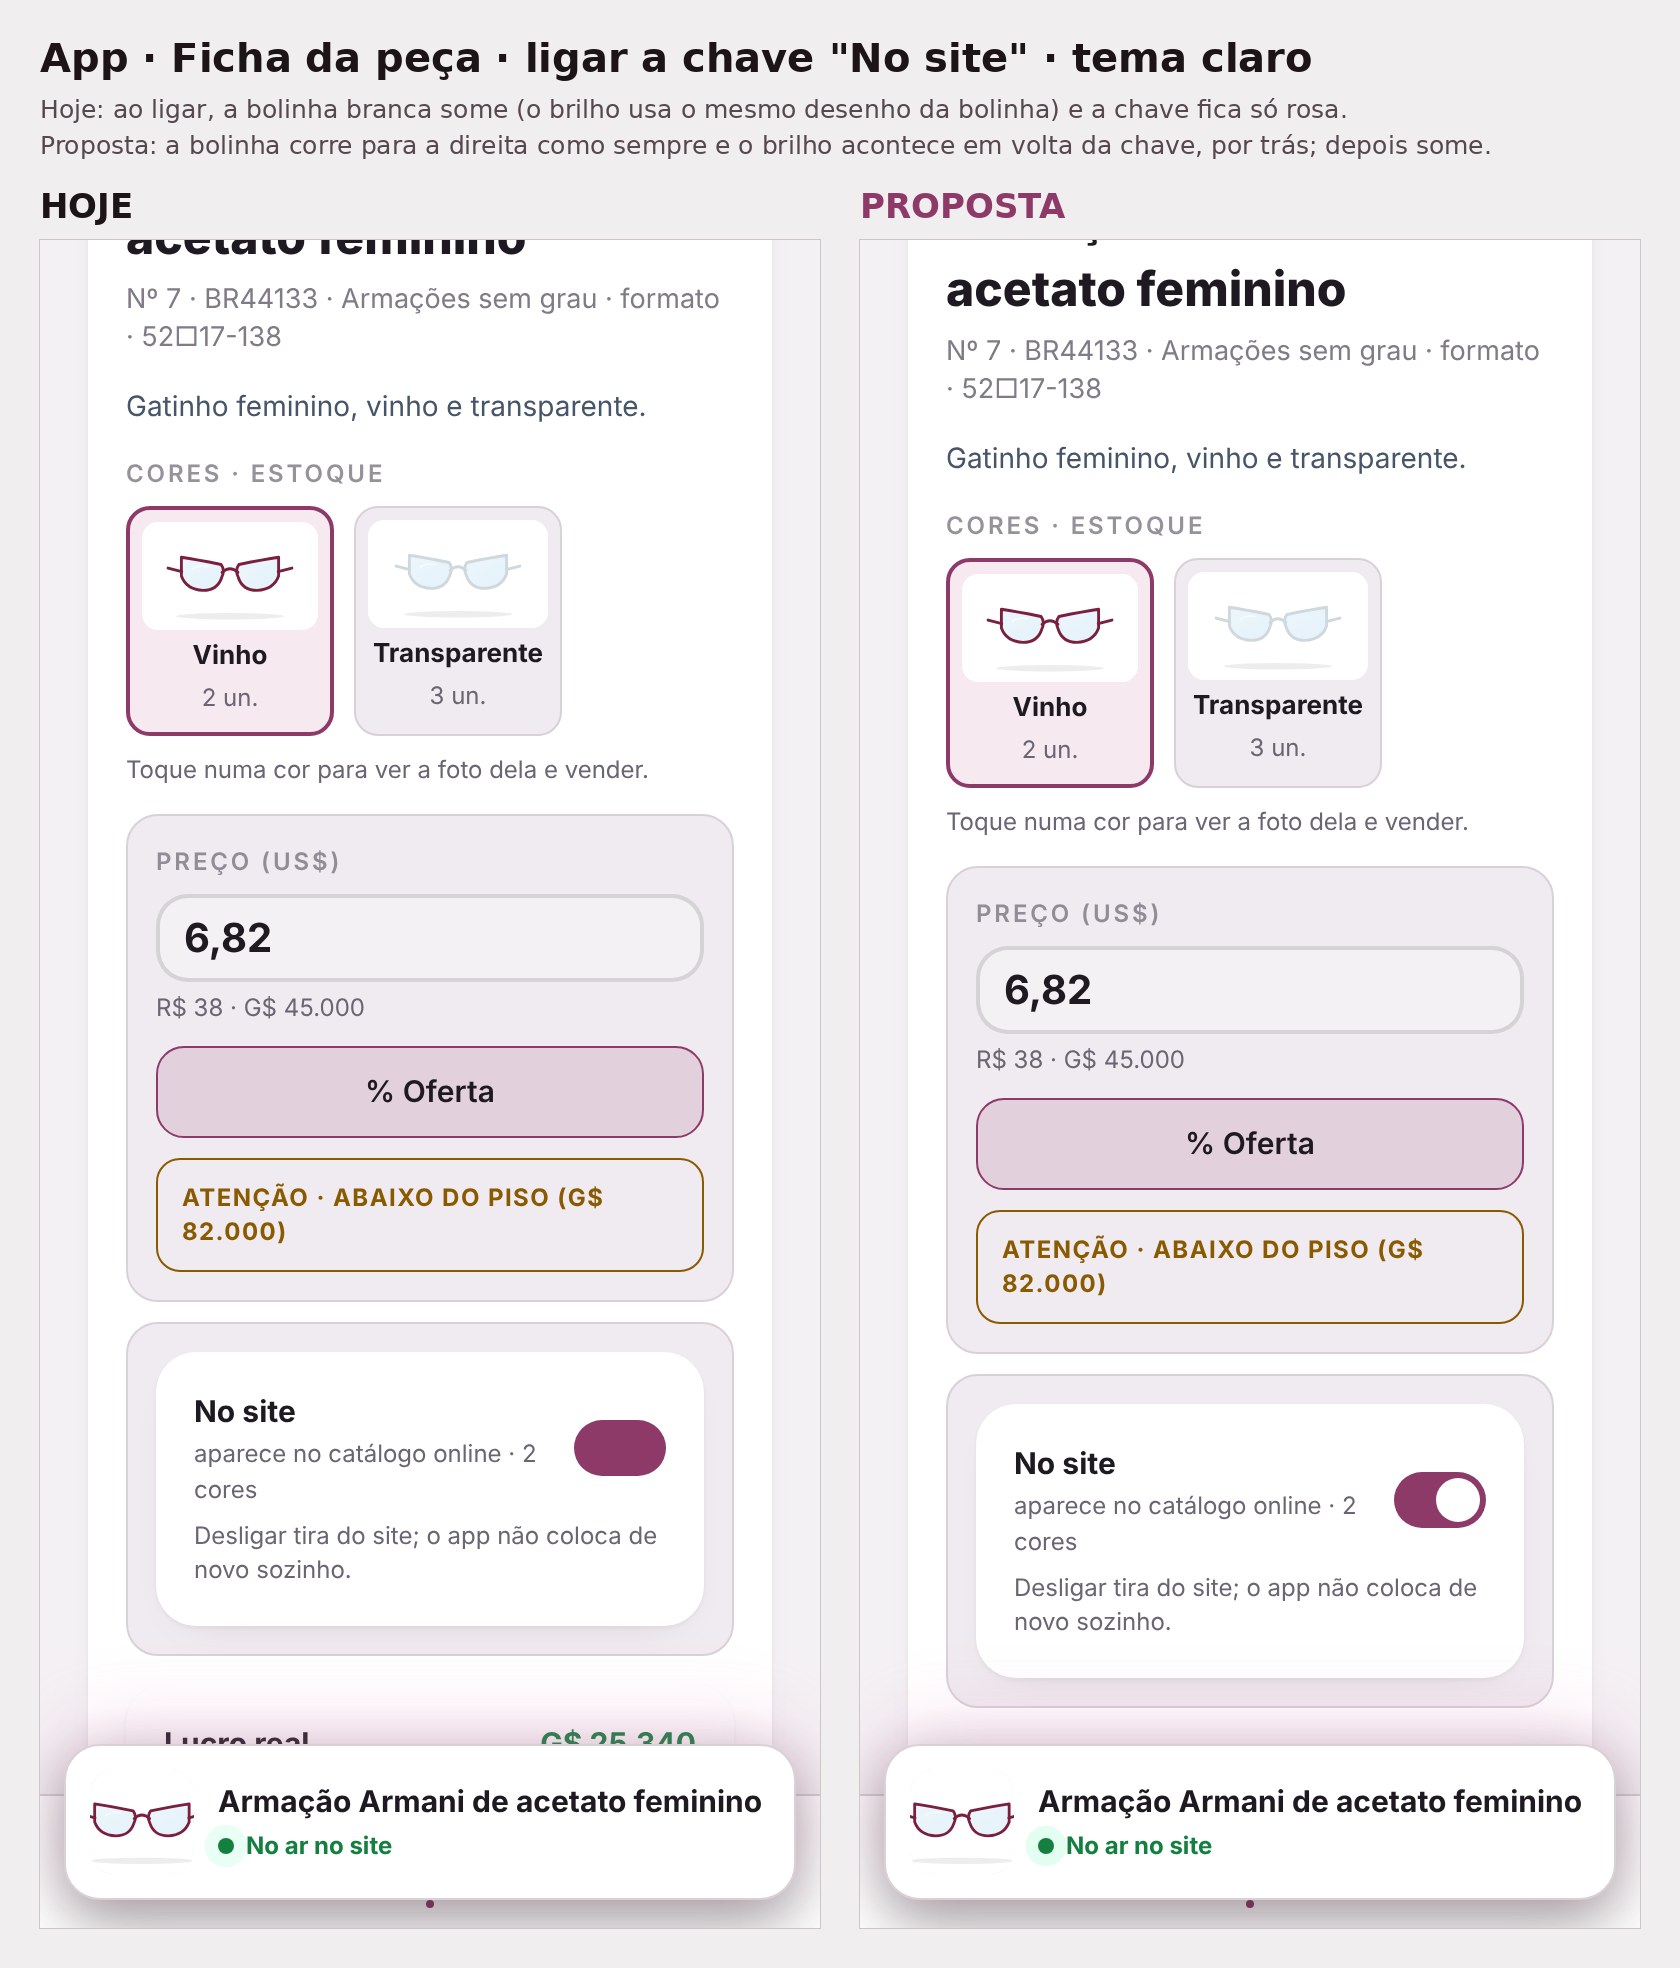 App · Ficha da peça · ligar a chave "No site" · tema claro
Hoje: ao ligar, a bolinha branca some (o brilho usa o mesmo desenho da bolinha) e a chave fica só rosa.
Proposta: a bolinha corre para a direita como sempre e o brilho acontece em volta da chave, por trás; depois some.
HOJE
acetato feminino
Nº 7 · BR44133 · Armações sem grau · formato
· 52□17-138
Gatinho feminino, vinho e transparente.
CORES · ESTOQUE
Vinho
2 un.
Transparente
3 un.
Toque numa cor para ver a foto dela e vender.
PREÇO (US$)
6,82
R$ 38 · G$ 45.000
% Oferta
ATENÇÃO · ABAIXO DO PISO (G$
82.000)
No site
aparece no catálogo online · 2
cores
Desligar tira do site; o app não coloca de
novo sozinho.
Lucro real
G$ 25.340
Armação Armani de acetato feminino
No ar no site
PROPOSTA
acetato feminino
Nº 7 · BR44133 · Armações sem grau · formato
· 52□17-138
Gatinho feminino, vinho e transparente.
CORES · ESTOQUE
Vinho
2 un.
Transparente
3 un.
Toque numa cor para ver a foto dela e vender.
PREÇO (US$)
6,82
R$ 38 · G$ 45.000
% Oferta
ATENÇÃO · ABAIXO DO PISO (G$
82.000)
No site
aparece no catálogo online · 2
cores
Desligar tira do site; o app não coloca de
novo sozinho.
Armação Armani de acetato feminino
No ar no site